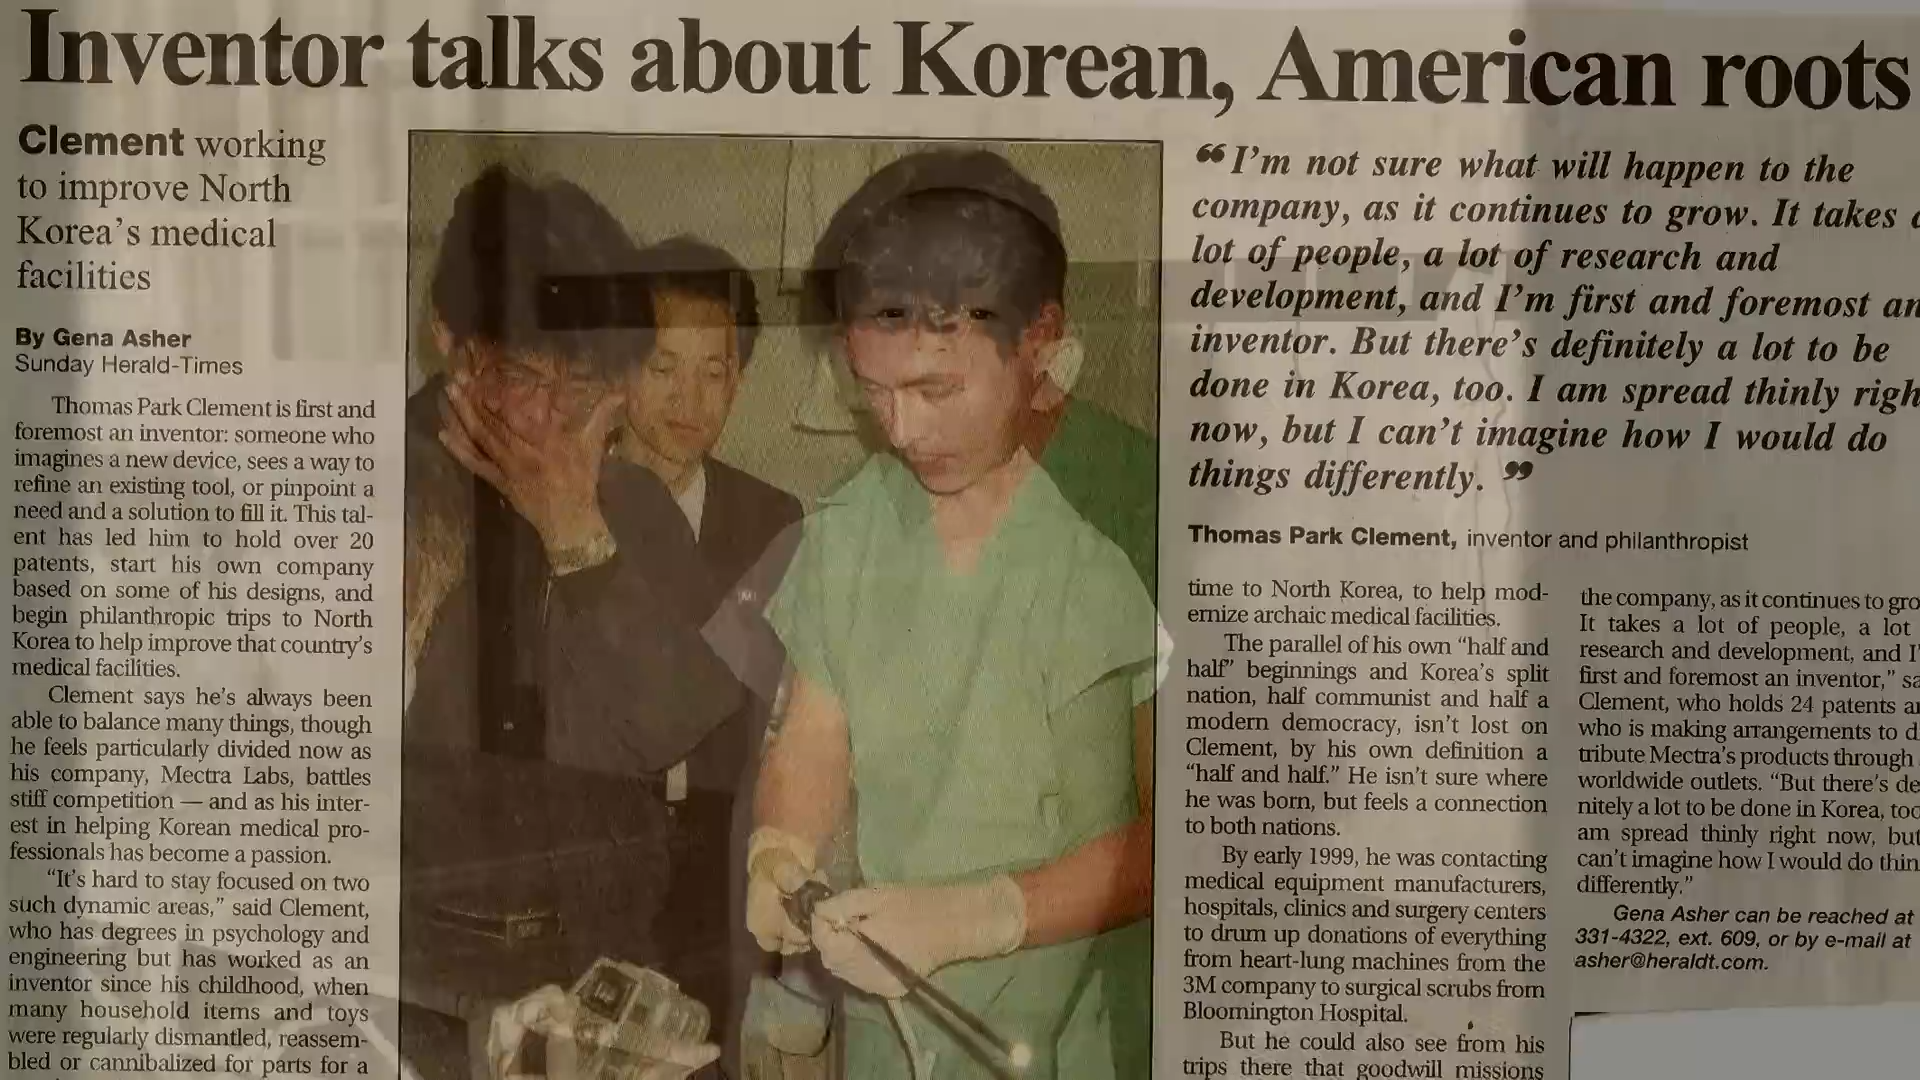 Inventor talks about Korean, American roots
Clement working
to improve North
Korea's medical
facilities
By Gena Asher
Sunday Herald-Times
Thomas Park Clement is first and
foremost an inventor: someone who
imagines a new device, sees a way to
refine an existing tool, or pinpoint a
need and a solution to fill it. This tal-
ent has led him to hold over 20
patents, start his own company
based on some of his designs, and
begin philanthropic trips to North
Korea to help improve that country's
medical facilities.
Clement says he's always been
able to balance many things, though
he feels particularly divided now as
his company, Mectra Labs, battles
stiff competition — and as his inter-
est in helping Korean medical pro-
fessionals has become a passion.
"It's hard to stay focused on two
such dynamic areas," said Clement,
who has degrees in psychology and
engineering but has worked as an
inventor since his childhood, when
many household items and toys
were regularly dismantled, reassem-
bled or cannibalized for parts for a
"I'm not sure what will happen to the
company, as it continues to grow. It takes
lot of people, a lot of research and
development, and I'm first and foremost an
inventor. But there's definitely a lot to be
done in Korea, too. I am spread thinly righ
now, but I can't imagine how I would do
things differently."
Thomas Park Clement, inventor and philanthropist
time to North Korea, to help mod-
ernize archaic medical facilities.
The parallel of his own "half and
half" beginnings and Korea's split
nation, half communist and half a
modern democracy, isn't lost on
Clement, by his own definition a
"half and half." He isn't sure where
he was born, but feels a connection
to both nations.
By early 1999, he was contacting
medical equipment manufacturers,
hospitals, clinics and surgery centers
to drum up donations of everything
from heart-lung machines from the
3M company to surgical scrubs from
Bloomington Hospital.
But he could also see from his
trips there that goodwill missions
the company, as it continues to gro
It takes a lot of people, a lot
research and development, and I'
first and foremost an inventor," sa
Clement, who holds 24 patents a
who is making arrangements to d
tribute Mectra's products through
worldwide outlets. "But there's de
nitely a lot to be done in Korea, too
am spread thinly right now, but
can't imagine how I would do thin
differently."
Gena Asher can be reached at
331-4322, ext. 609, or by e-mail at
asher@heraldt.com.